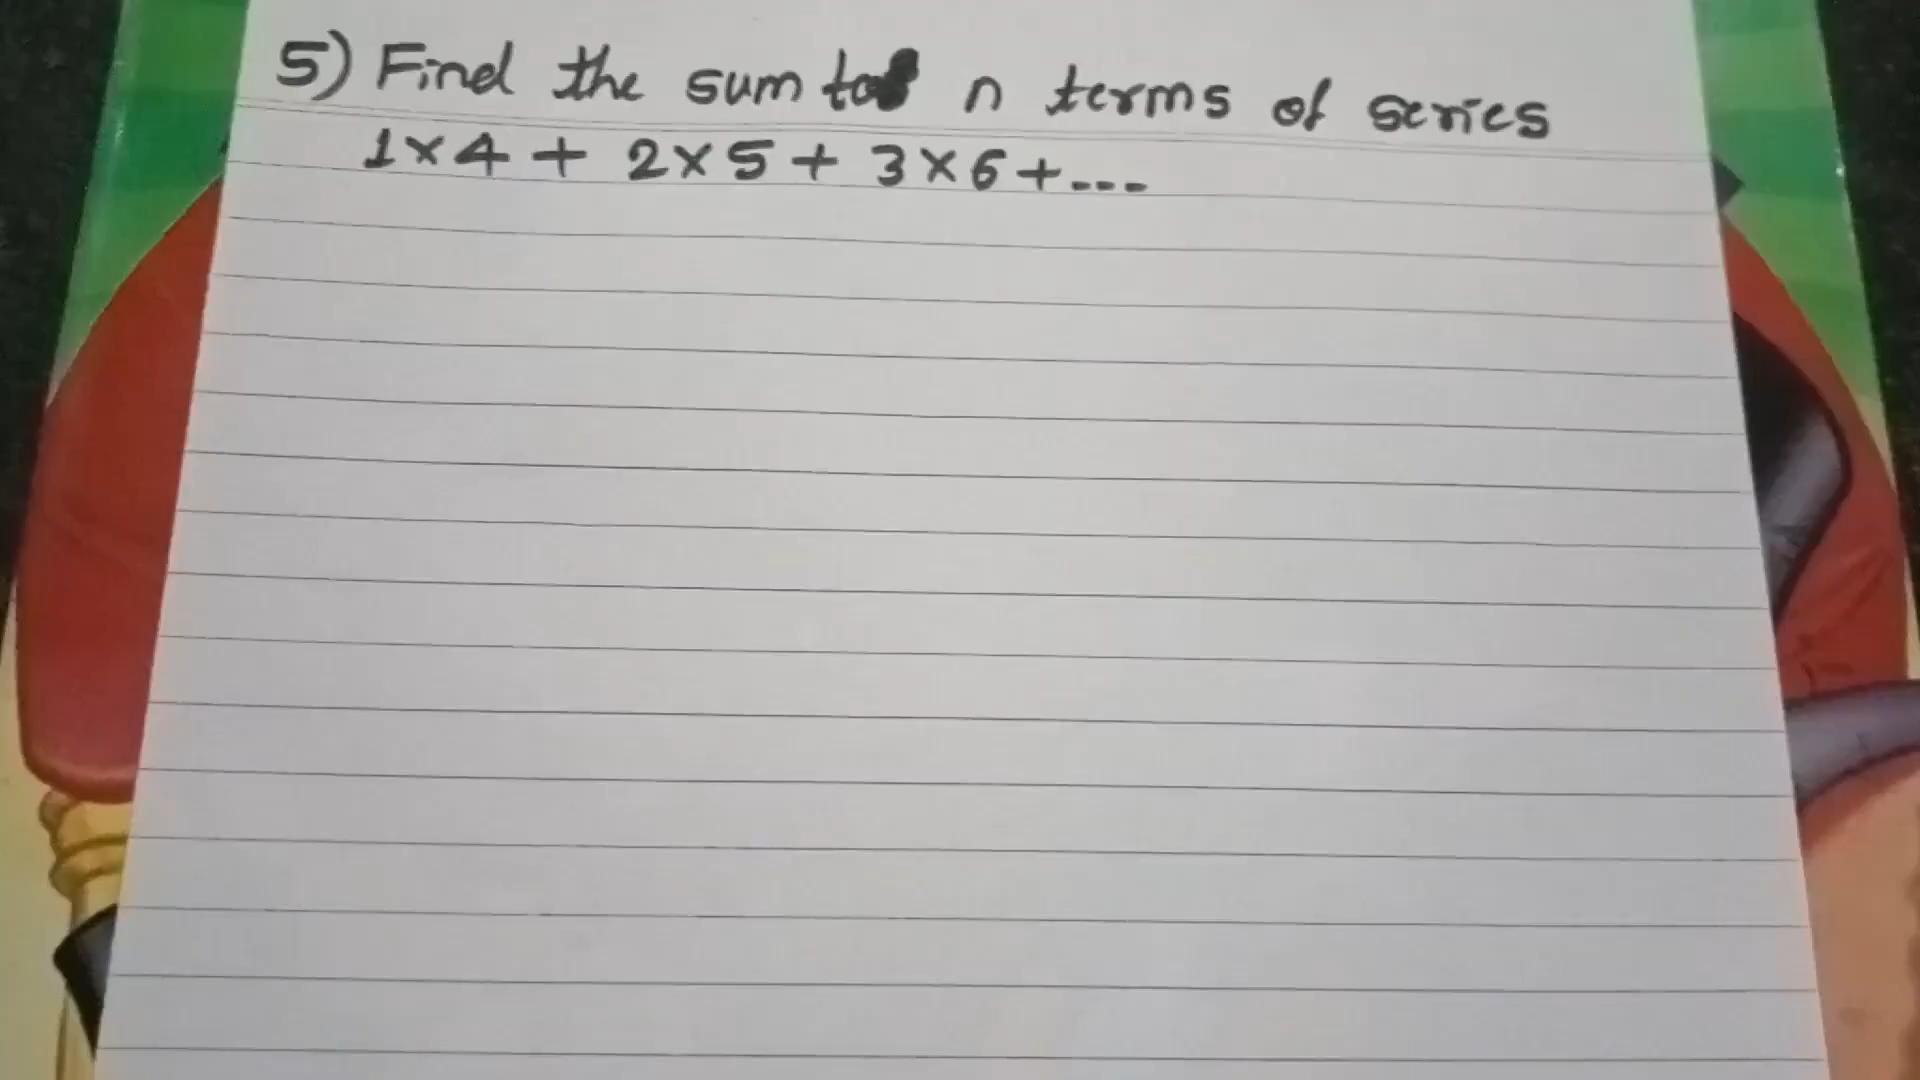 5) Find the sum to n terms of series
1×4 + 2×5 + 3×6 +...